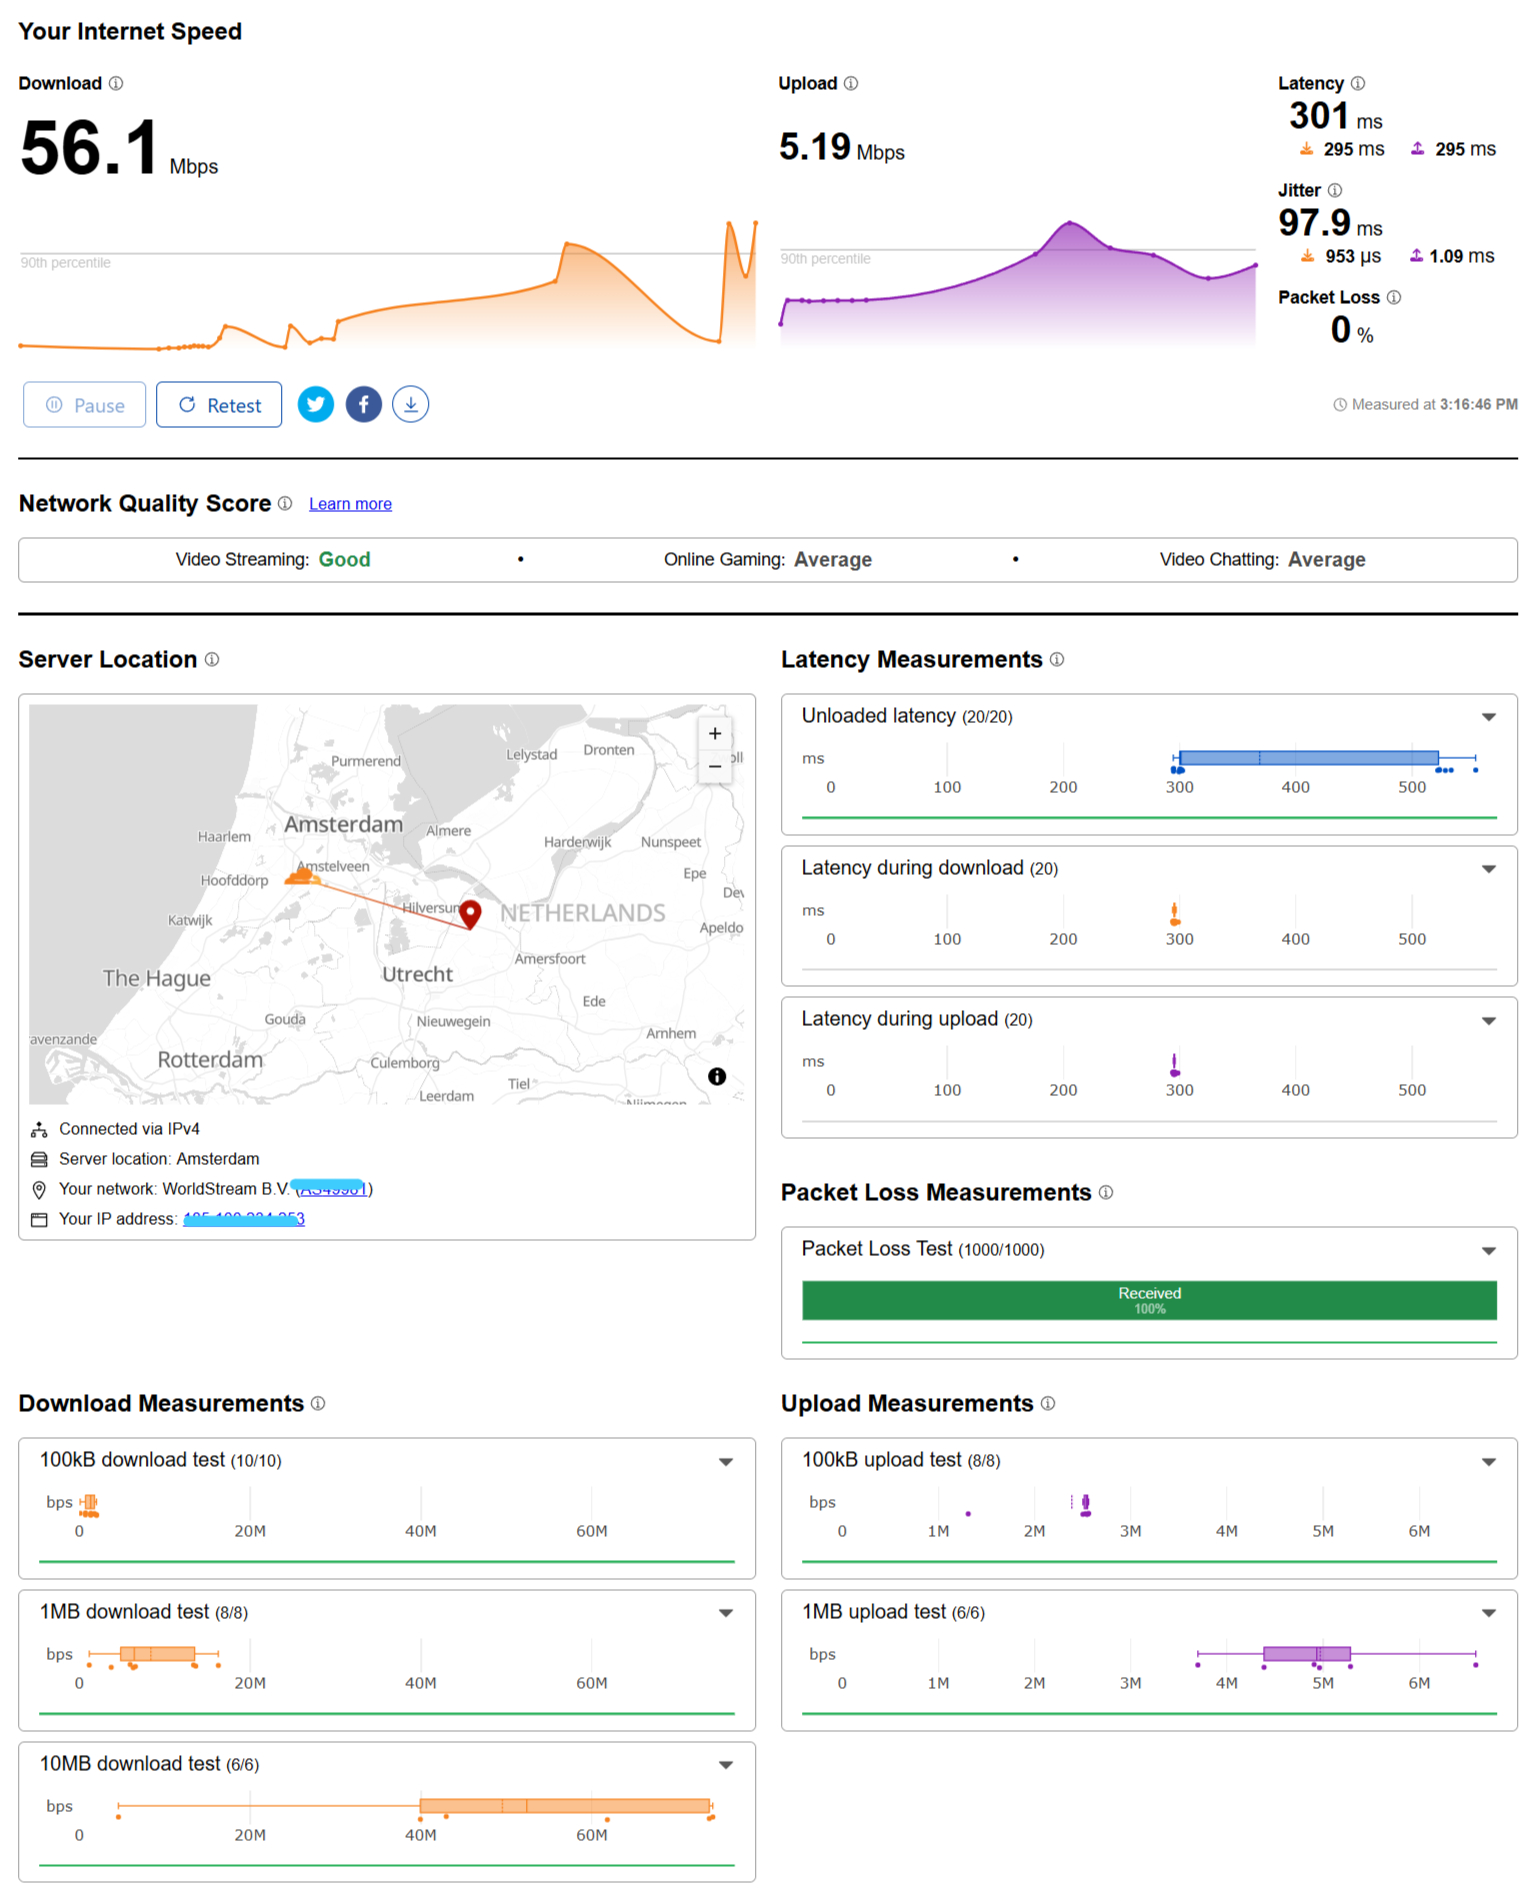 Your Internet Speed
Download
56.1 Mbps
90th percentile
Upload
5.19 Mbps
90th percentile
Latency
301 ms
295 ms 295 ms
Jitter
97.9 ms
953 µs 1.09 ms
Packet Loss
0 %
Pause
Retest
Measured at 3:16:46 PM
Network Quality Score Learn more
Video Streaming: Good • Online Gaming: Average • Video Chatting: Average
Server Location
+
−
Purmerend
Lelystad
Dronten
Haarlem
Amsterdam
Almere
Harderwijk
Nunspeet
Amstelveen
Hoofddorp
Epe
Katwijk
Hilversum
NETHERLANDS
Apeldo
The Hague
Utrecht
Amersfoort
Ede
Gouda
Nieuwegein
Arnhem
avenzande
Rotterdam
Culemborg
Tiel
Leerdam
Nijmegen
Connected via IPv4
Server location: Amsterdam
Your network: WorldStream B.V.
Your IP address:
Latency Measurements
Unloaded latency (20/20)
ms
0 100 200 300 400 500
Latency during download (20)
ms
0 100 200 300 400 500
Latency during upload (20)
ms
0 100 200 300 400 500
Packet Loss Measurements
Packet Loss Test (1000/1000)
Received
100%
Download Measurements
100kB download test (10/10)
bps
0 20M 40M 60M
1MB download test (8/8)
bps
0 20M 40M 60M
10MB download test (6/6)
bps
0 20M 40M 60M
Upload Measurements
100kB upload test (8/8)
bps
0 1M 2M 3M 4M 5M 6M
1MB upload test (6/6)
bps
0 1M 2M 3M 4M 5M 6M